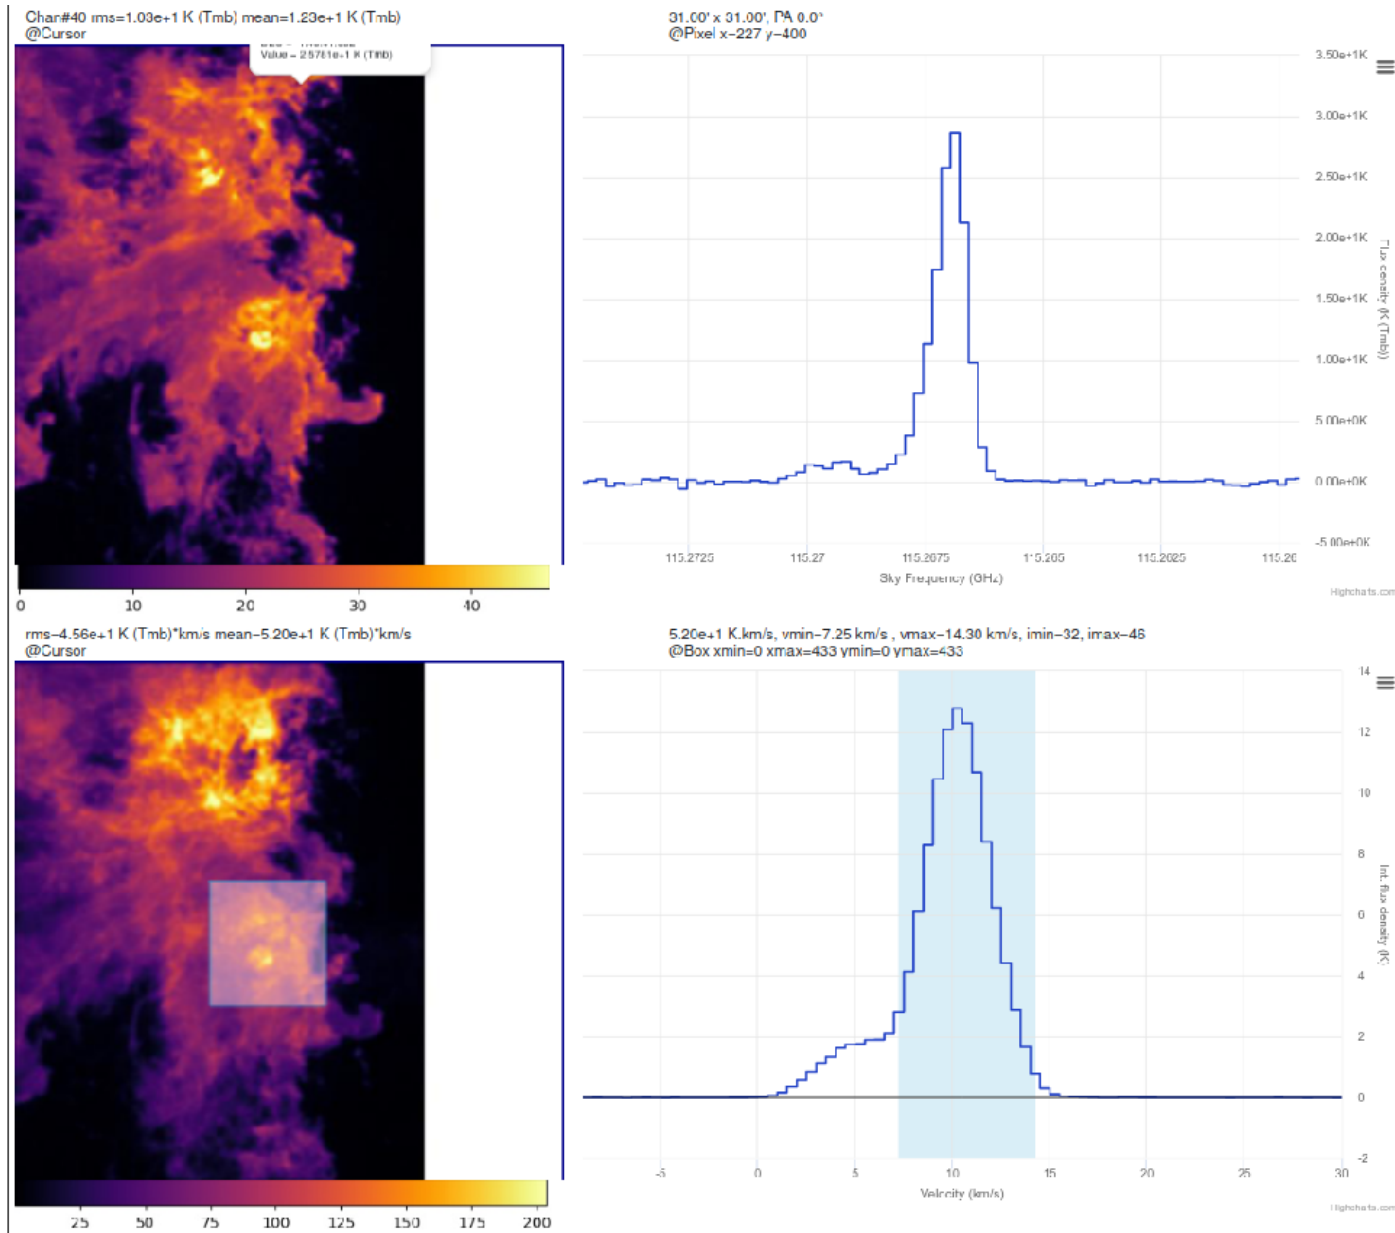 Chan#40 rms=1.03e+1 K (Tmb) mean=1.23e+1 K (Tmb)
@Cursor
Value = 2.5781e+1 K (Tmb)
0 10 20 30 40
31.00' x 31.00', PA 0.0°
@Pixel x=227 y=400
3.50e+1K
3.00e+1K
2.50e+1K
2.00e+1K
1.50e+1K
1.00e+1K
5.00e+0K
0.00e+0K
-5.00e+0K
Flux density (K (Tmb))
115.2725 115.27 115.2675 115.265 115.2625 115.26
Sky Frequency (GHz)
Highcharts.com
rms=4.56e+1 K (Tmb)*km/s mean=5.20e+1 K (Tmb)*km/s
@Cursor
25 50 75 100 125 150 175 200
5.20e+1 K.km/s, vmin=7.25 km/s , vmax=14.30 km/s, imin=32, imax=46
@Box xmin=0 xmax=433 ymin=0 ymax=433
14
12
10
8
6
4
2
0
-2
Int. flux density (K)
-5 0 5 10 15 20 25 30
Velocity (km/s)
Highcharts.com